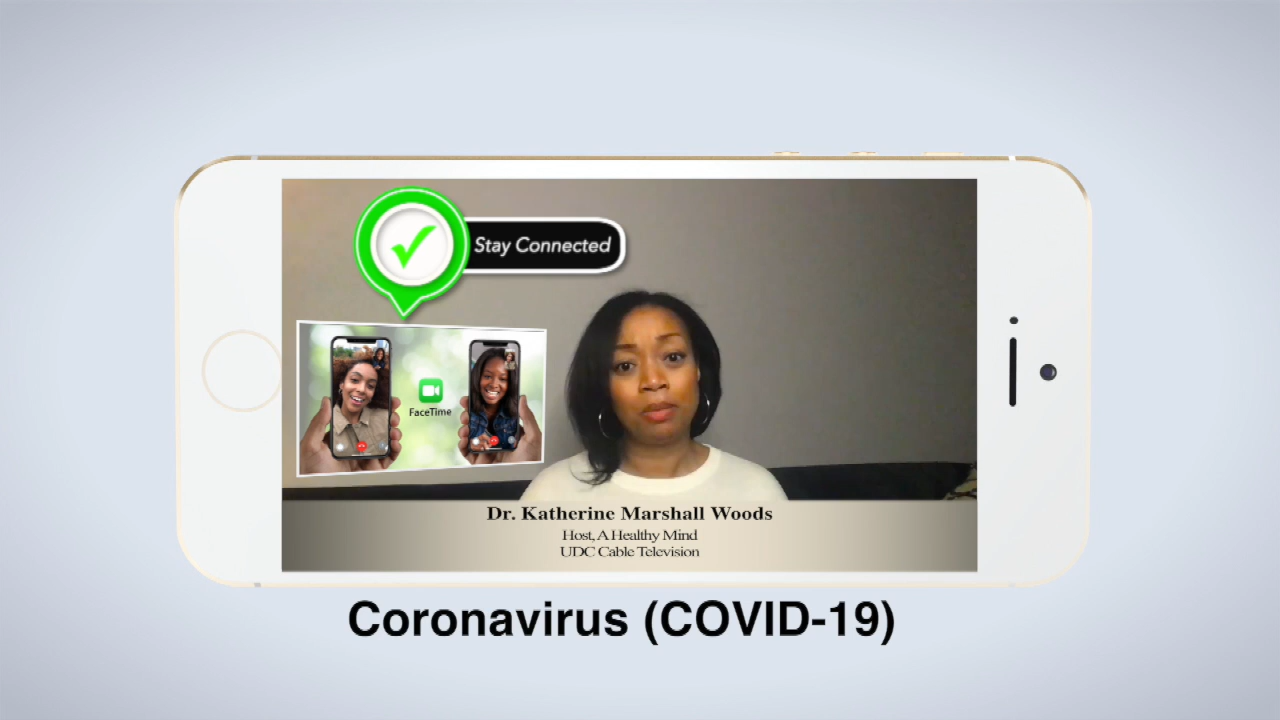 Stay Connected
FaceTime
Dr. Katherine Marshall Woods
Host, A Healthy Mind
UDC Cable Television
Coronavirus (COVID-19)